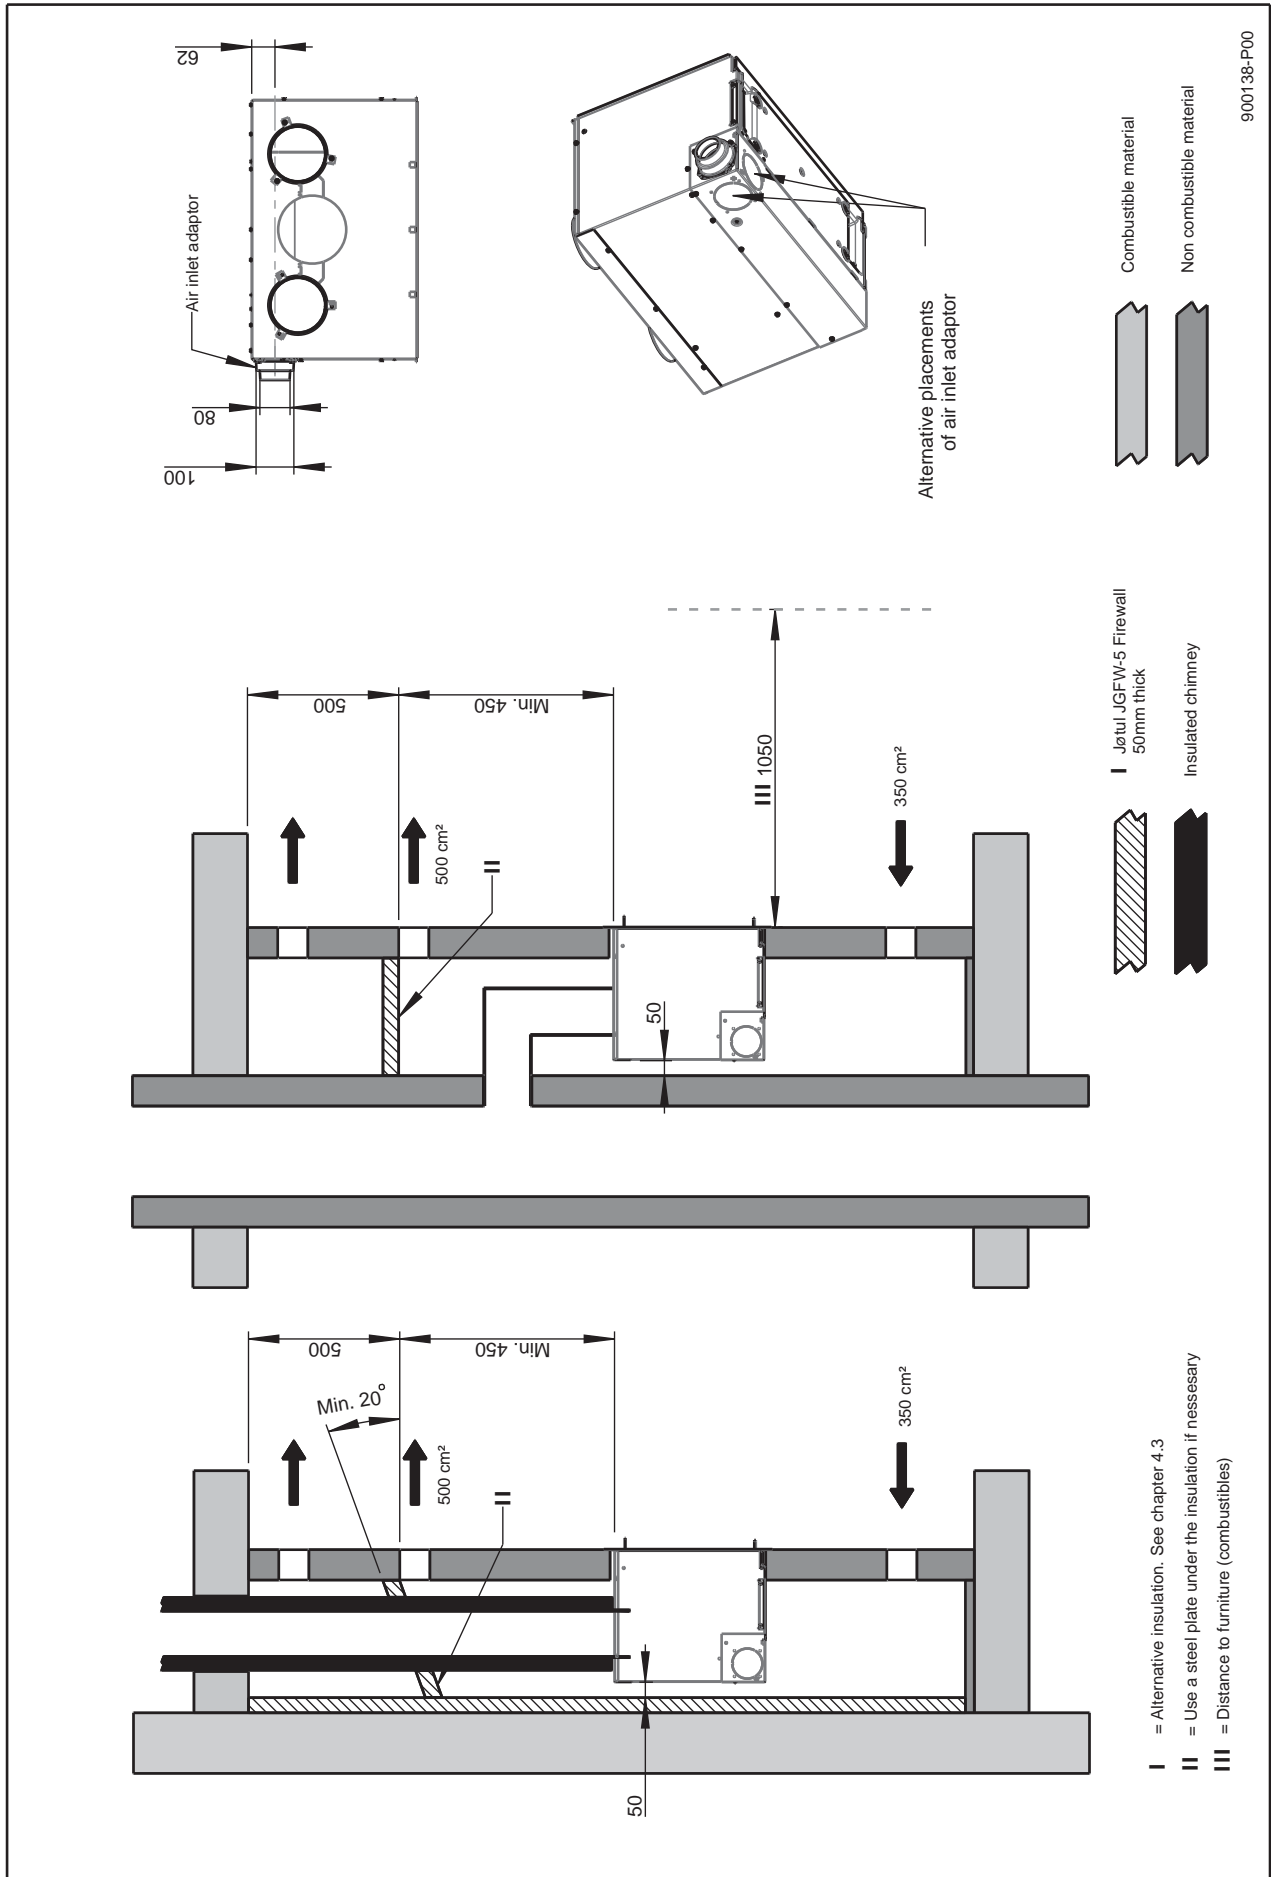 500
Min. 450
Min. 20°
500 cm²
II
350 cm²
50
500
Min. 450
500 cm²
II
III 1050
350 cm²
50
62
Air inlet adaptor
80
100
Alternative placements
of air inlet adaptor
I = Alternative insulation. See chapter 4.3
II = Use a steel plate under the insulation if nessesary
III = Distance to furniture (combustibles)
I Jøtul JGFW-5 Firewall
50mm thick
Insulated chimney
Combustible material
Non combustible material
900138-P00